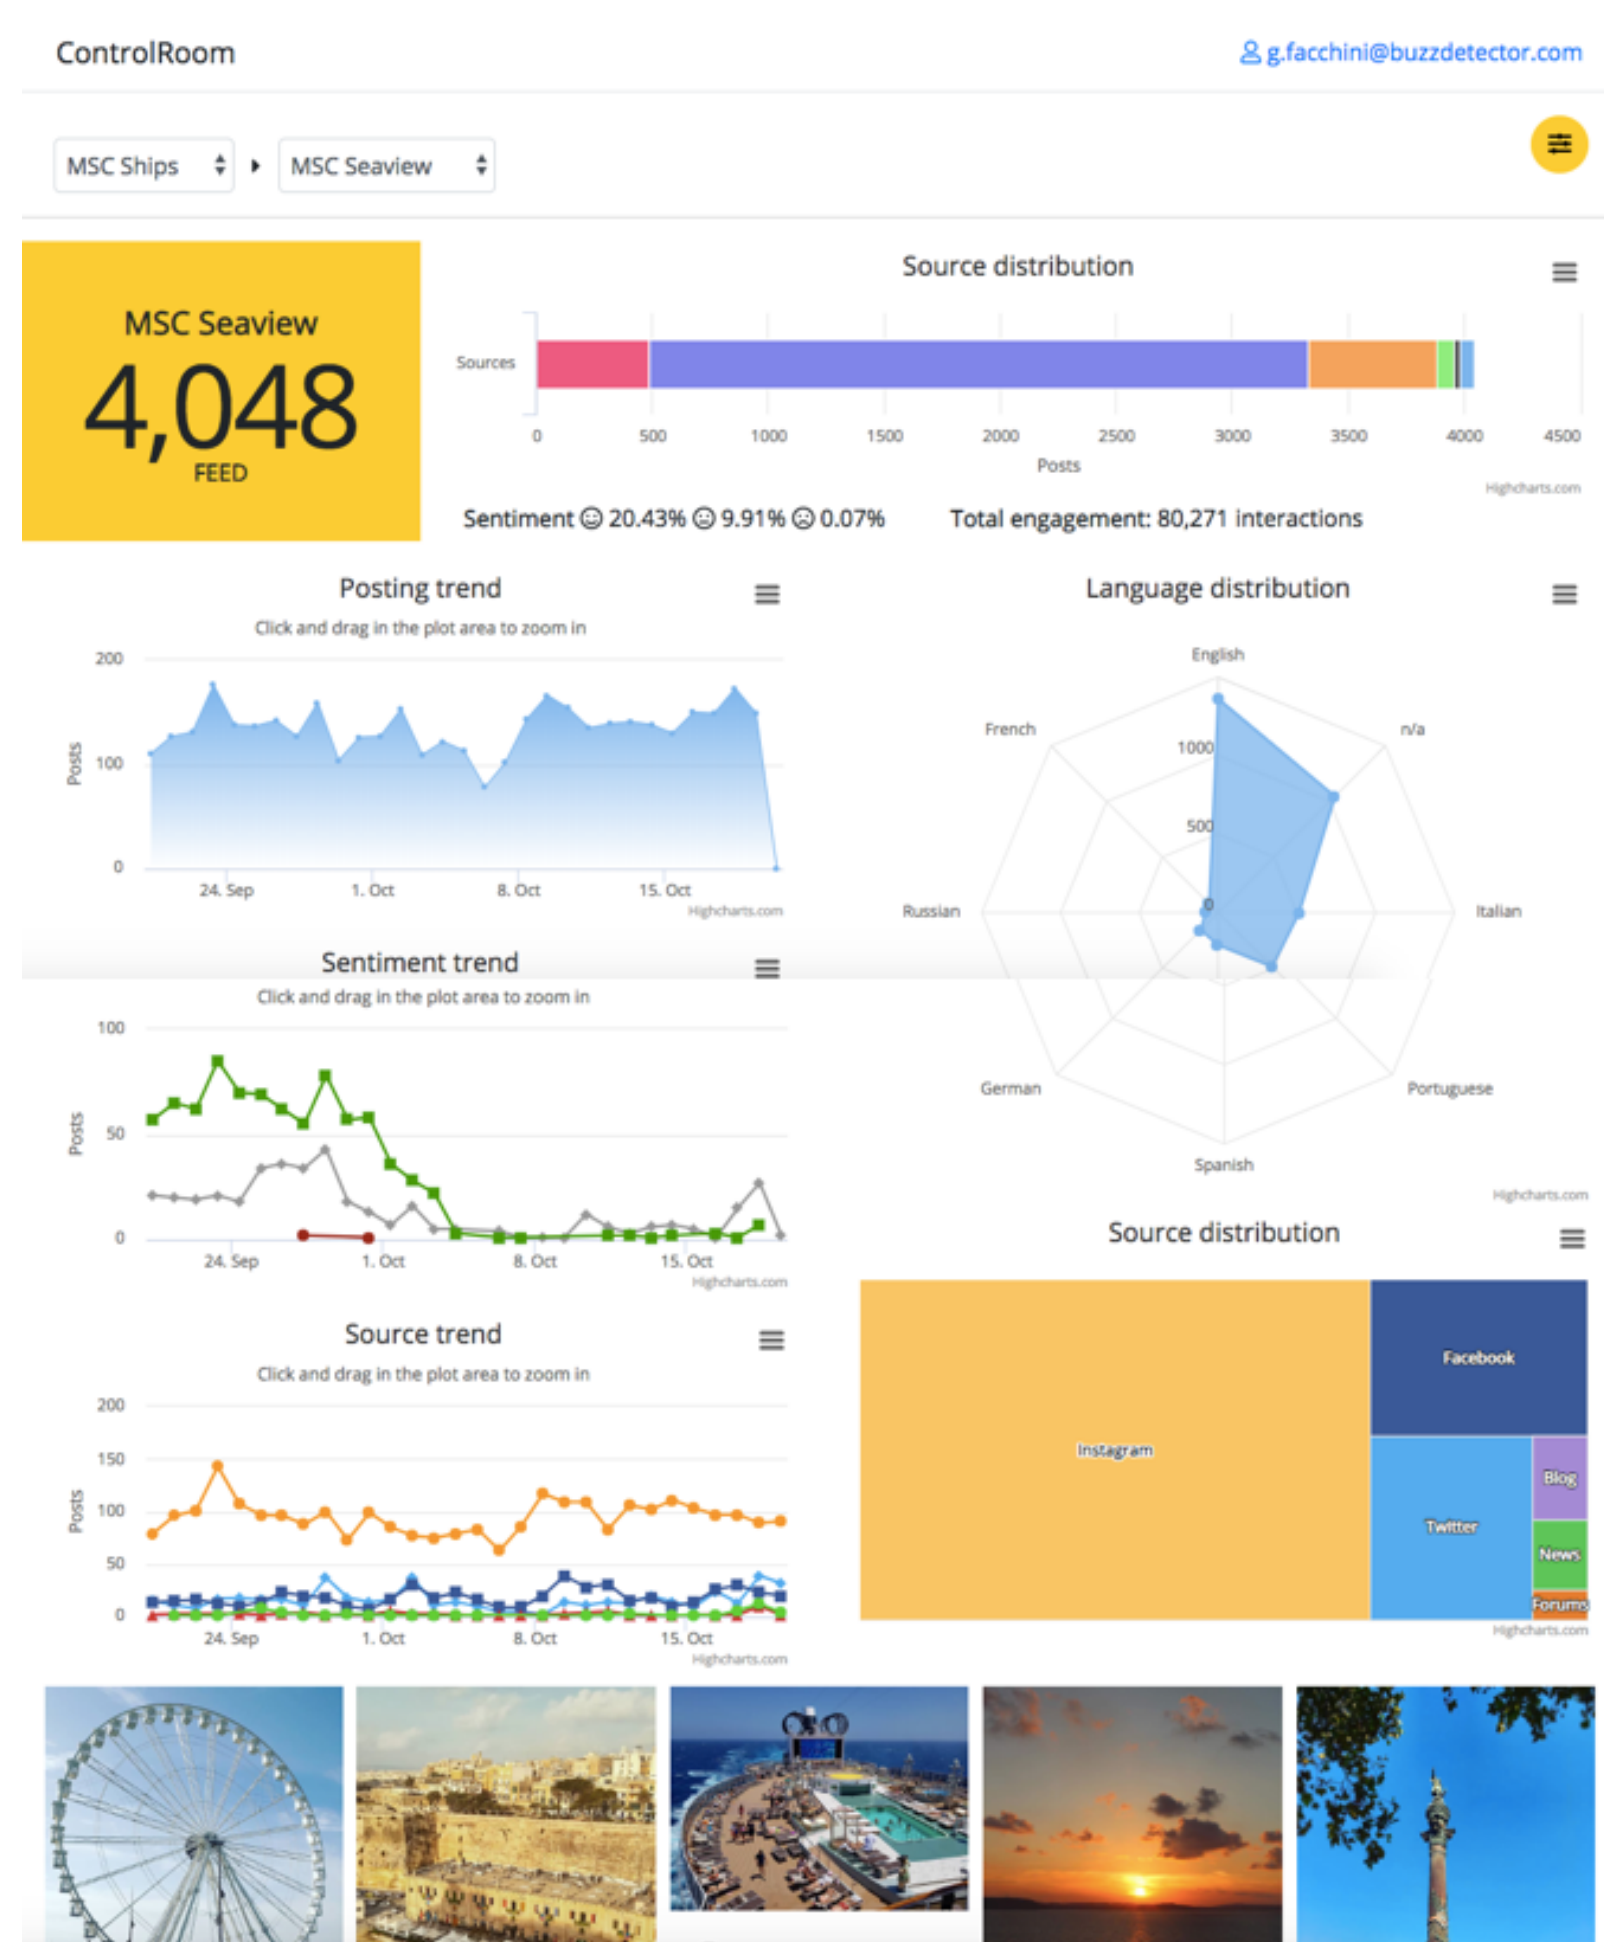 ControlRoom
g.facchini@buzzdetector.com
MSC Ships
MSC Seaview
MSC Seaview
4,048
FEED
Source distribution
Sources
0 500 1000 1500 2000 2500 3000 3500 4000 4500
Posts
Highcharts.com
Sentiment 20.43% 9.91% 0.07%
Total engagement: 80,271 interactions
Posting trend
Click and drag in the plot area to zoom in
200
100
0
Posts
24. Sep 1. Oct 8. Oct 15. Oct
Highcharts.com
Language distribution
English
n/a
Italian
Portuguese
Spanish
German
Russian
French
1000
500
0
Highcharts.com
Sentiment trend
Click and drag in the plot area to zoom in
100
50
0
Posts
24. Sep 1. Oct 8. Oct 15. Oct
Highcharts.com
Source distribution
Instagram
Facebook
Twitter
Blog
News
Forums
Highcharts.com
Source trend
Click and drag in the plot area to zoom in
200
150
100
50
0
Posts
24. Sep 1. Oct 8. Oct 15. Oct
Highcharts.com